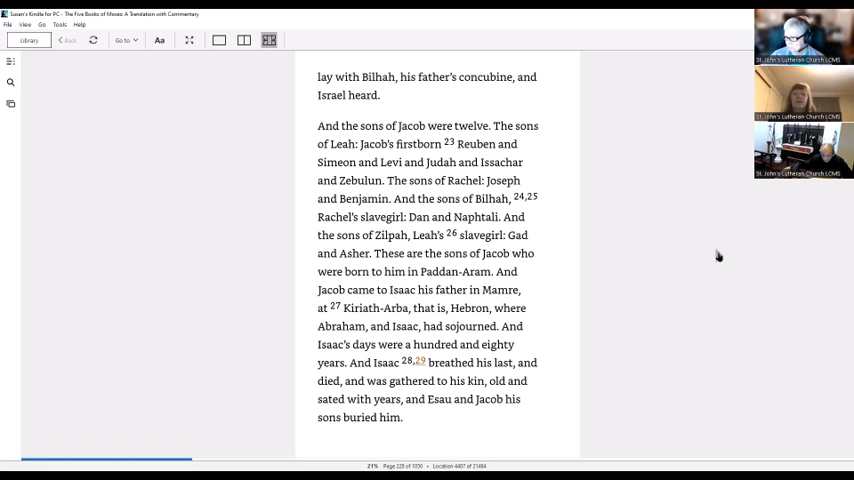 Susan's Kindle for PC - The Five Books of Moses: A Translation with Commentary
File View Go Tools Help
Library Back Go to Aa
lay with Bilhah, his father's concubine, and
Israel heard.
And the sons of Jacob were twelve. The sons
of Leah: Jacob's firstborn 23 Reuben and
Simeon and Levi and Judah and Issachar
and Zebulun. The sons of Rachel: Joseph
and Benjamin. And the sons of Bilhah, 24,25
Rachel's slavegirl: Dan and Naphtali. And
the sons of Zilpah, Leah's 26 slavegirl: Gad
and Asher. These are the sons of Jacob who
were born to him in Paddan-Aram. And
Jacob came to Isaac his father in Mamre,
at 27 Kiriath-Arba, that is, Hebron, where
Abraham, and Isaac, had sojourned. And
Isaac's days were a hundred and eighty
years. And Isaac 28,29 breathed his last, and
died, and was gathered to his kin, old and
sated with years, and Esau and Jacob his
sons buried him.
21% Page 220 of 1050 • Location 4407 of 21484
St. John's Lutheran Church LCMS
St. John's Lutheran Church LCMS
St. John's Lutheran Church LCMS